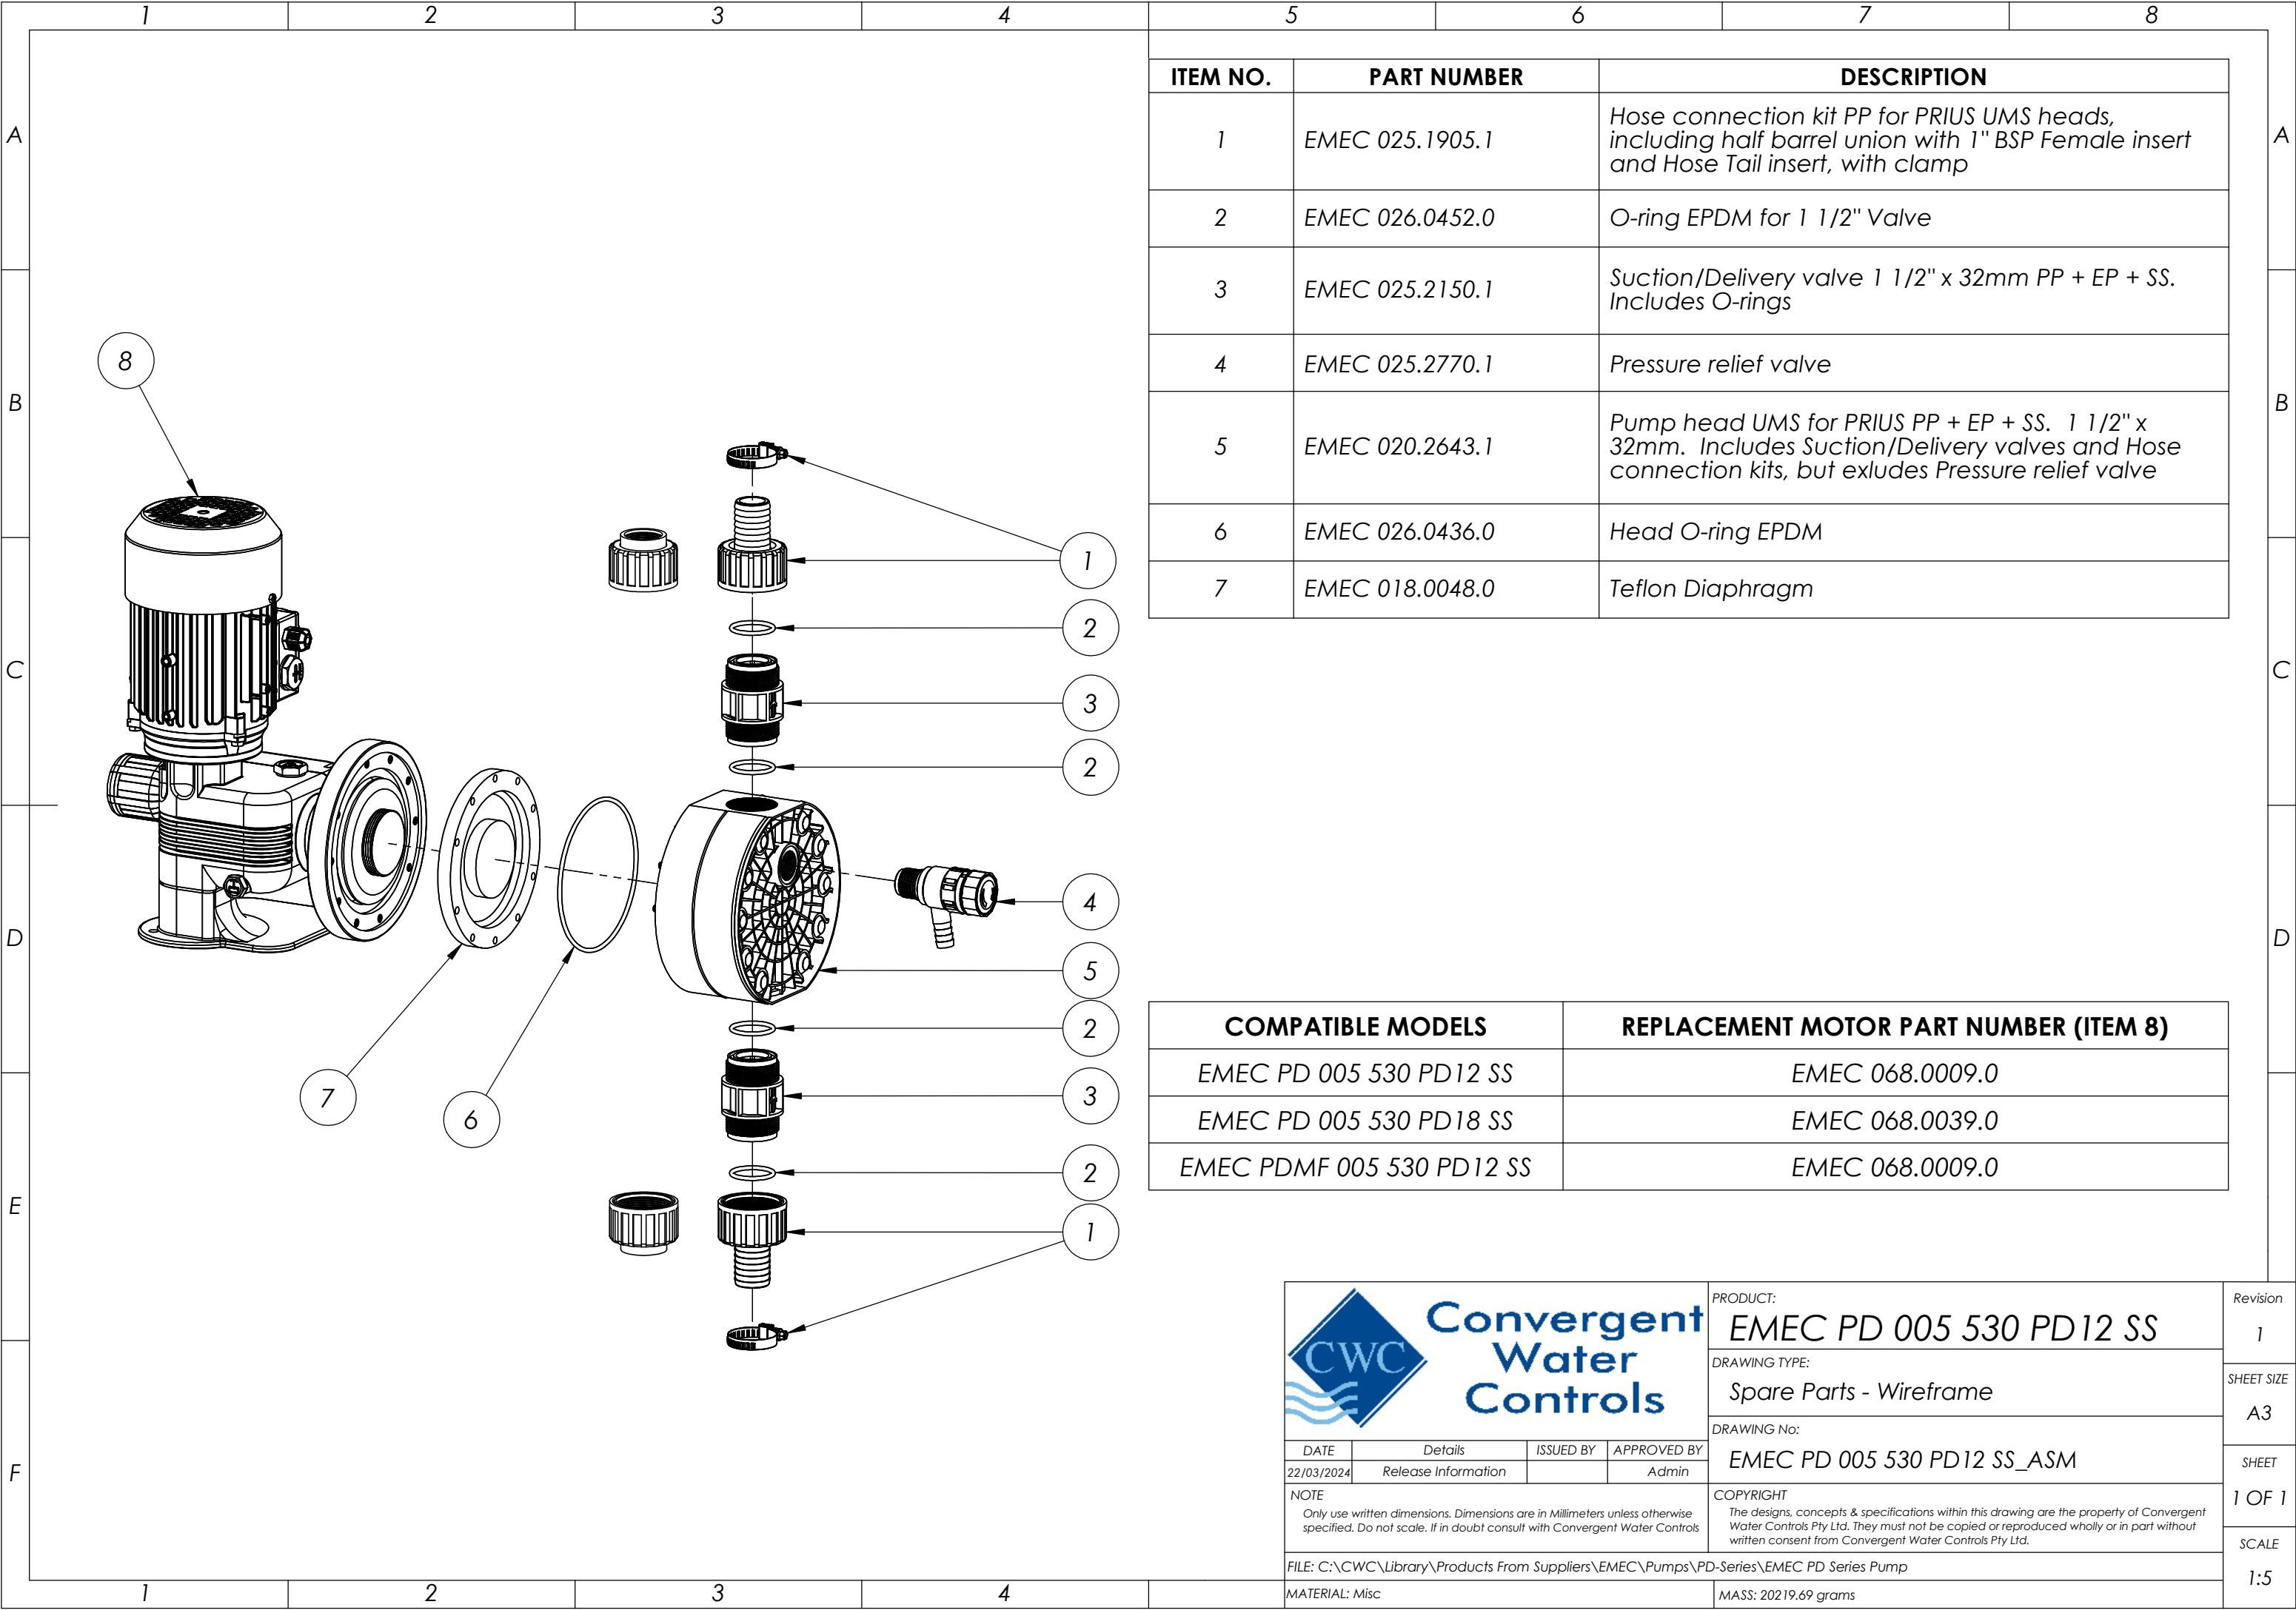 1 2 3 4 5 6 7 8
A A
B B
C C
D D
E
F
ITEM NO. PART NUMBER DESCRIPTION
1 EMEC 025.1905.1 Hose connection kit PP for PRIUS UMS heads,
including half barrel union with 1" BSP Female insert
and Hose Tail insert, with clamp
2 EMEC 026.0452.0 O-ring EPDM for 1 1/2" Valve
3 EMEC 025.2150.1 Suction/Delivery valve 1 1/2" x 32mm PP + EP + SS.
Includes O-rings
4 EMEC 025.2770.1 Pressure relief valve
5 EMEC 020.2643.1 Pump head UMS for PRIUS PP + EP + SS. 1 1/2" x
32mm. Includes Suction/Delivery valves and Hose
connection kits, but exludes Pressure relief valve
6 EMEC 026.0436.0 Head O-ring EPDM
7 EMEC 018.0048.0 Teflon Diaphragm
8
1
2
3
2
4
5
2
3
2
1
7
6
COMPATIBLE MODELS REPLACEMENT MOTOR PART NUMBER (ITEM 8)
EMEC PD 005 530 PD12 SS EMEC 068.0009.0
EMEC PD 005 530 PD18 SS EMEC 068.0039.0
EMEC PDMF 005 530 PD12 SS EMEC 068.0009.0
CWC
Convergent
Water
Controls
DATE Details ISSUED BY APPROVED BY
22/03/2024 Release Information Admin
NOTE
Only use written dimensions. Dimensions are in Millimeters unless otherwise
specified. Do not scale. If in doubt consult with Convergent Water Controls
PRODUCT:
EMEC PD 005 530 PD12 SS
DRAWING TYPE:
Spare Parts - Wireframe
DRAWING No:
EMEC PD 005 530 PD12 SS_ASM
COPYRIGHT
The designs, concepts & specifications within this drawing are the property of Convergent
Water Controls Pty Ltd. They must not be copied or reproduced wholly or in part without
written consent from Convergent Water Controls Pty Ltd.
Revision
1
SHEET SIZE
A3
SHEET
1 OF 1
SCALE
1:5
FILE: C:\CWC\Library\Products From Suppliers\EMEC\Pumps\PD-Series\EMEC PD Series Pump
MATERIAL: Misc MASS: 20219.69 grams
1 2 3 4